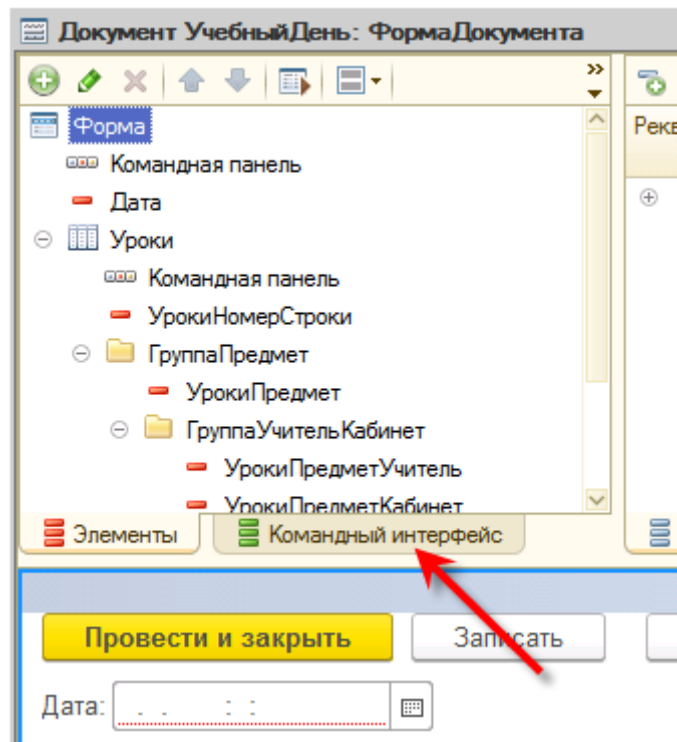 Документ УчебныйДень: ФормаДокумента
Форма
Командная панель
Дата
Уроки
Командная панель
УрокиНомерСтроки
ГруппаПредмет
УрокиПредмет
ГруппаУчительКабинет
УрокиПредметУчитель
УрокиПредметКабинет
Рекв
Элементы
Командный интерфейс
Провести и закрыть
Записать
Дата: . . : :